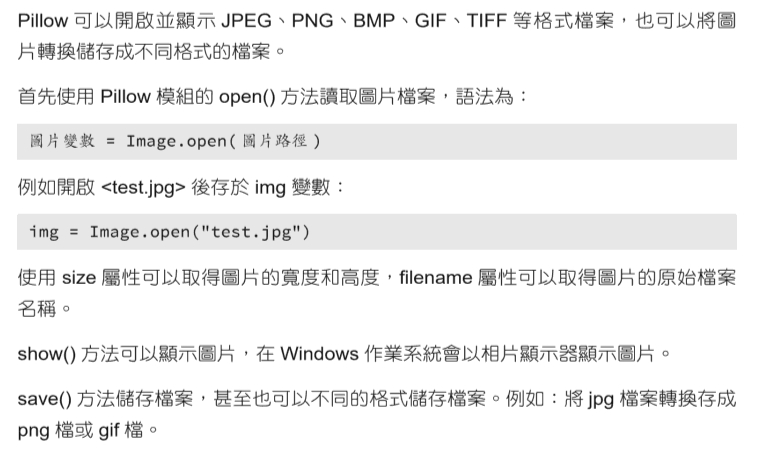 Pillow 可以開啟並顯示 JPEG、PNG、BMP、GIF、TIFF 等格式檔案，也可以將圖
片轉換儲存成不同格式的檔案。
首先使用 Pillow 模組的 open() 方法讀取圖片檔案，語法為：
圖片變數 = Image.open( 圖片路徑 )
例如開啟 <test.jpg> 後存於 img 變數：
img = Image.open("test.jpg")
使用 size 屬性可以取得圖片的寬度和高度，filename 屬性可以取得圖片的原始檔案
名稱。
show() 方法可以顯示圖片，在 Windows 作業系統會以相片顯示器顯示圖片。
save() 方法儲存檔案，甚至也可以不同的格式儲存檔案。例如：將 jpg 檔案轉換存成
png 檔或 gif 檔。